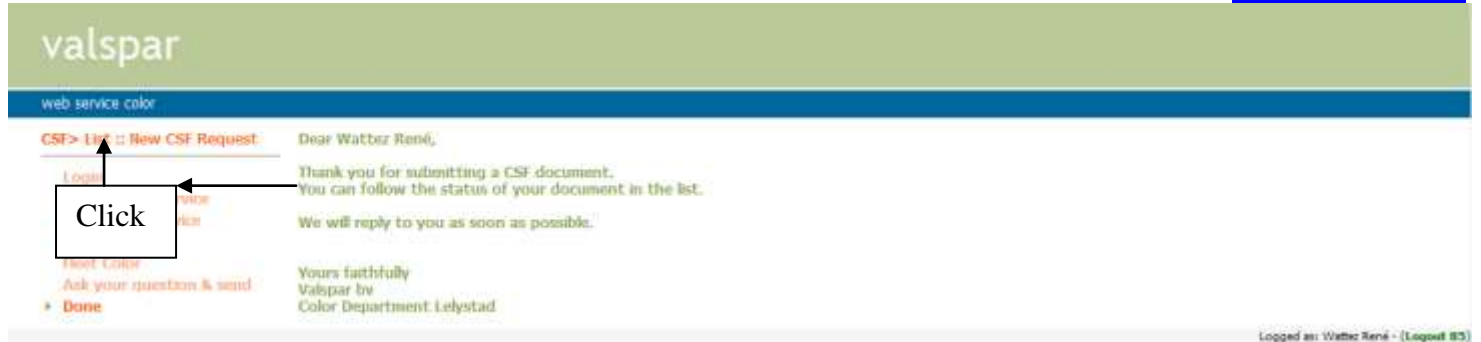 valspar
web service color
CSF> List :: New CSF Request
Login
Click
Fleet Color
Ask your question & send
Done
Dear Watter René,
Thank you for submitting a CSF document.
You can follow the status of your document in the list.
We will reply to you as soon as possible.
Yours faithfully
Valspar bv
Color Department Lelystad
Logged as: Watter René - (Logout 85)